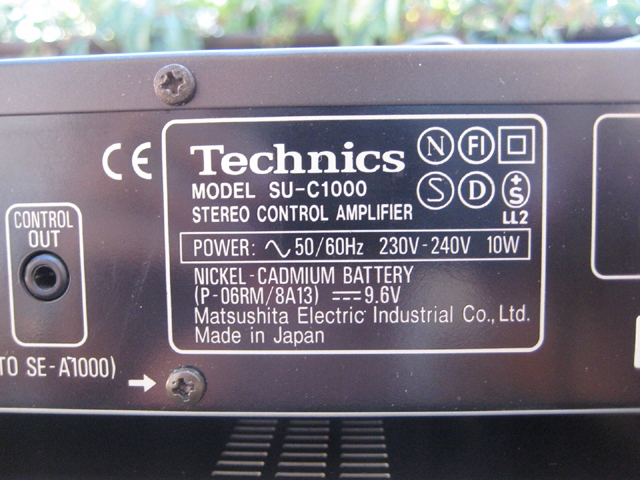 CE
Technics
N FI
MODEL SU-C1000
S D S
STEREO CONTROL AMPLIFIER
LL2
POWER: ∿ 50/60Hz 230V-240V 10W
NICKEL-CADMIUM BATTERY
(P-06RM/8A13) ⎓ 9.6V
Matsushita Electric Industrial Co., Ltd.
Made in Japan
CONTROL
OUT
TO SE-A1000)